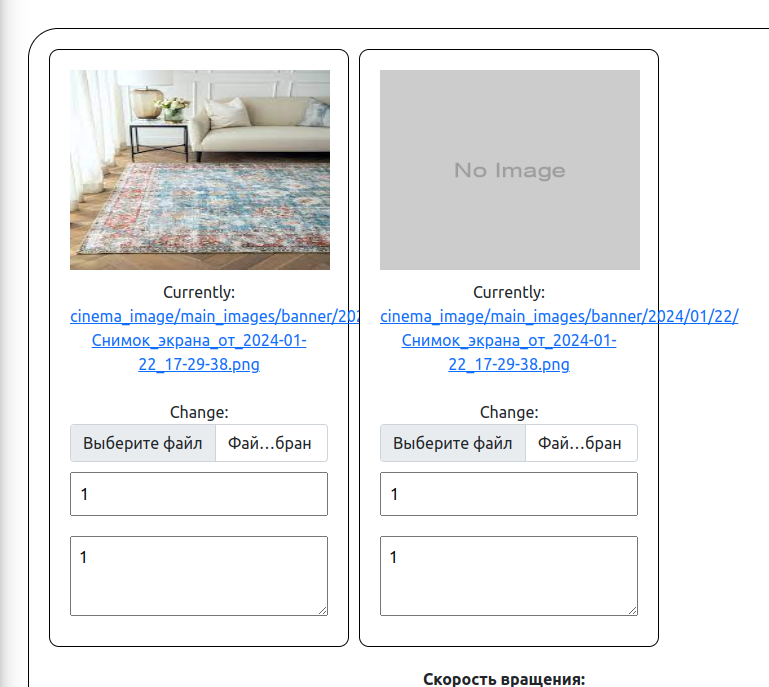 No Image
Currently:
cinema_image/main_images/banner/202
Снимок_экрана_от_2024-01-
22_17-29-38.png
Change:
Выберите файл Фай...бран
1
1
Currently:
cinema_image/main_images/banner/2024/01/22/
Снимок_экрана_от_2024-01-
22_17-29-38.png
Change:
Выберите файл Фай...бран
1
1
Скорость вращения: